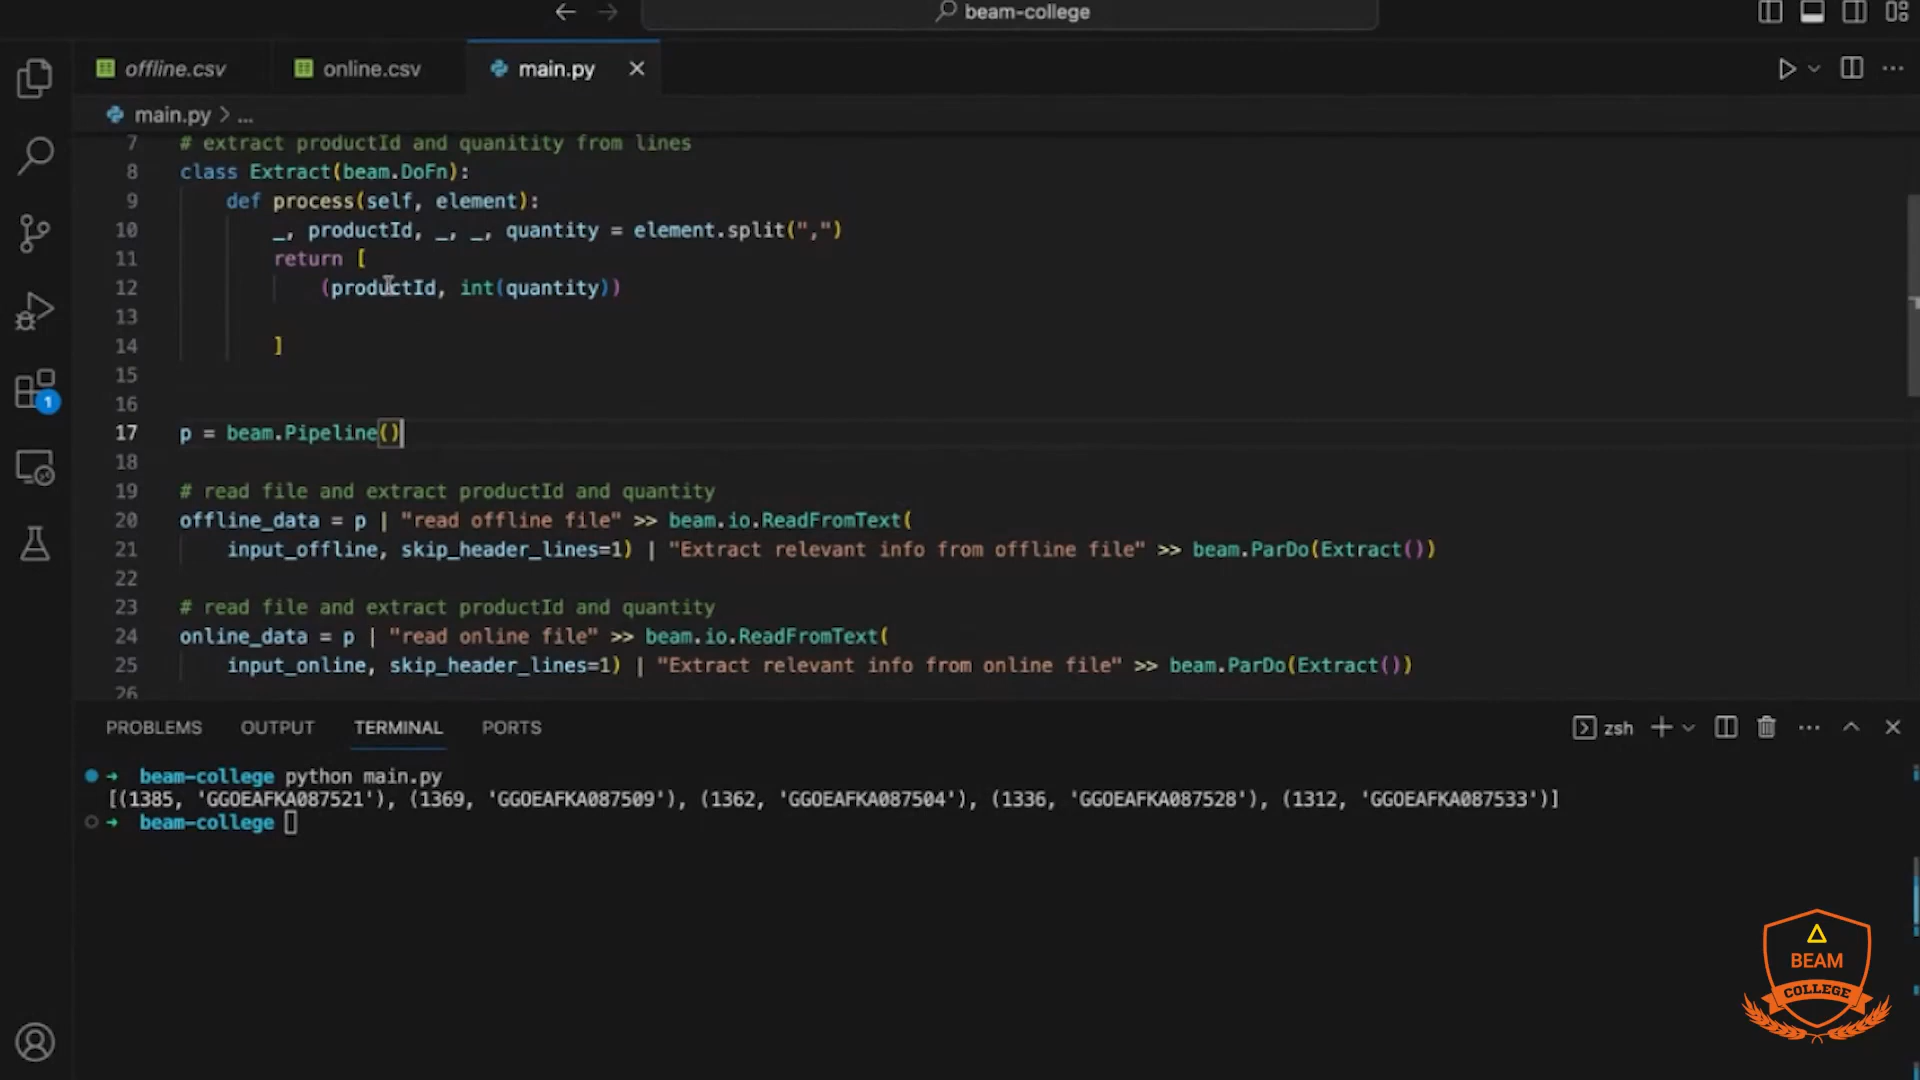 beam-college
offline.csv
online.csv
main.py
main.py > ...
7 # extract productId and quanitity from lines
8 class Extract(beam.DoFn):
9 def process(self, element):
10 _, productId, _, _, quantity = element.split(",")
11 return [
12 (productId, int(quantity))
13
14 ]
15
16
17 p = beam.Pipeline()
18
19 # read file and extract productId and quantity
20 offline_data = p | "read offline file" >> beam.io.ReadFromText(
21 input_offline, skip_header_lines=1) | "Extract relevant info from offline file" >> beam.ParDo(Extract())
22
23 # read file and extract productId and quantity
24 online_data = p | "read online file" >> beam.io.ReadFromText(
25 input_online, skip_header_lines=1) | "Extract relevant info from online file" >> beam.ParDo(Extract())
26
1
PROBLEMS OUTPUT TERMINAL PORTS
zsh
beam-college python main.py
[(1385, 'GGOEAFKA087521'), (1369, 'GGOEAFKA087509'), (1362, 'GGOEAFKA087504'), (1336, 'GGOEAFKA087528'), (1312, 'GGOEAFKA087533')]
beam-college
BEAM
COLLEGE